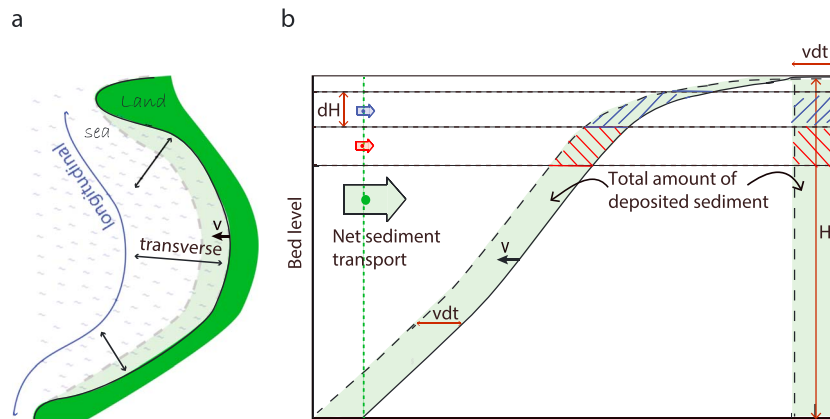 a
Land
sea
longitudinal
v
transverse
b
vdt
dH
Bed level
Net sediment
transport
Total amount of
deposited sediment
v
vdt
H